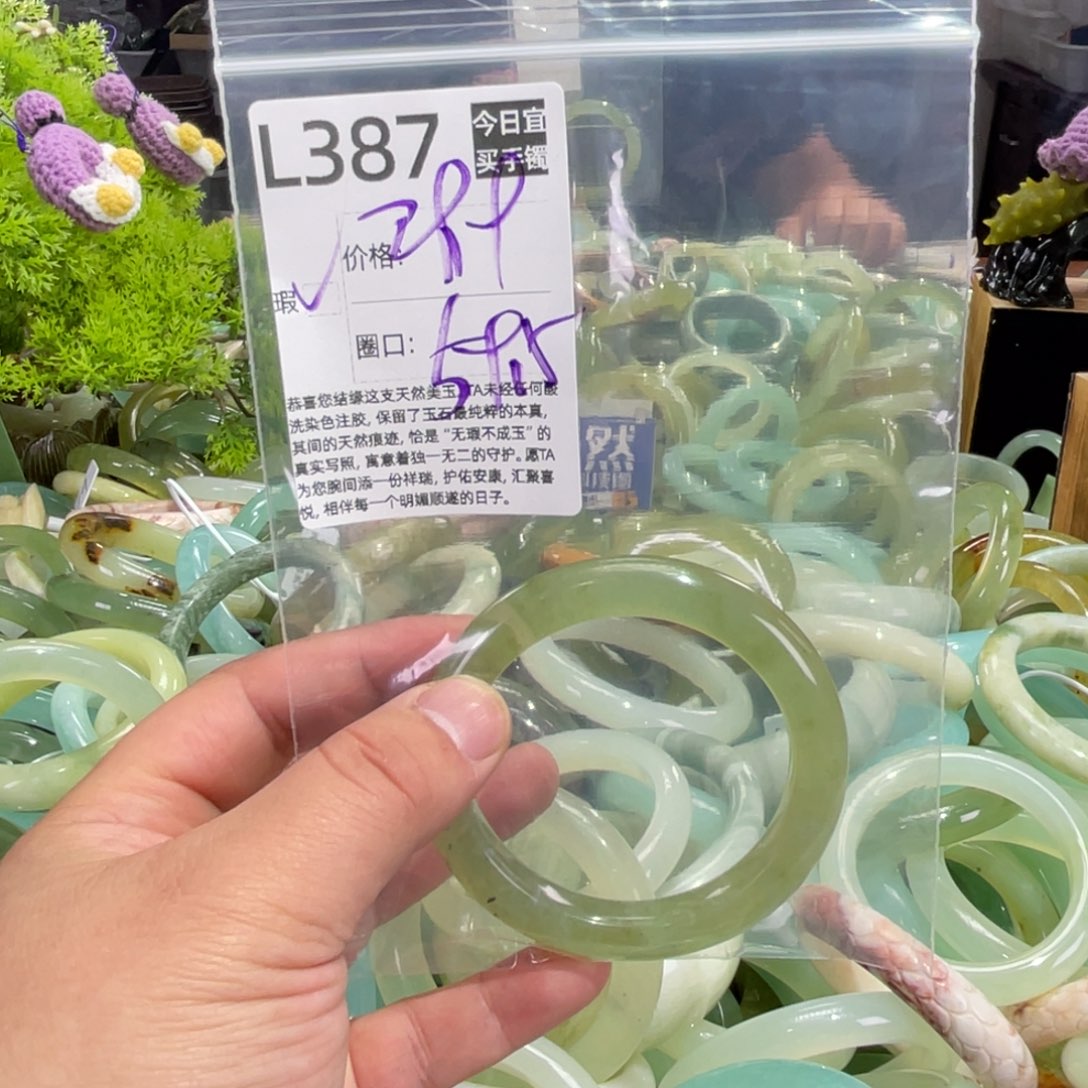 L387
今日宜
买手镯
价格:
瑕✓
圈口:
59.5
恭喜您结缘这支天然美玉,TA未经任何酸
洗染色注胶,保留了玉石最纯粹的本真,
其间的天然痕迹,恰是“无瑕不成玉”的
真实写照,寓意着独一无二的守护。愿TA
为您腕间添一份祥瑞,护佑安康,汇聚喜
悦,相伴每一个明媚顺遂的日子。
然